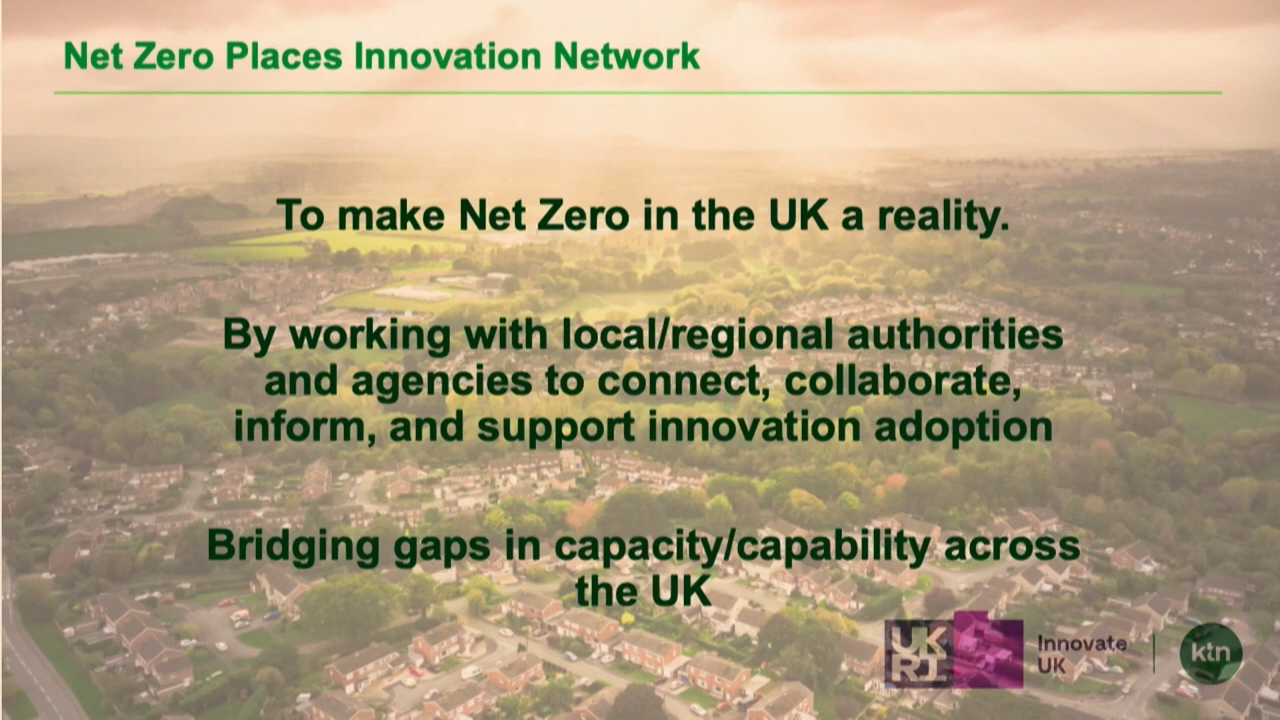 Net Zero Places Innovation Network
To make Net Zero in the UK a reality.
By working with local/regional authorities
and agencies to connect, collaborate,
inform, and support innovation adoption
Bridging gaps in capacity/capability across
the UK
UK
RI
Innovate
UK
ktn